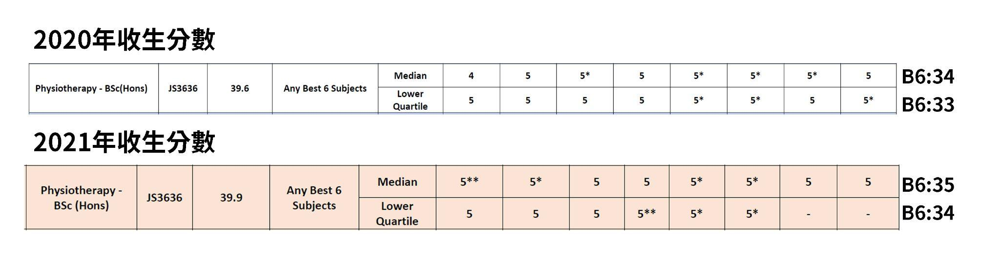 2020年收生分數
Physiotherapy - BSc(Hons) JS3636 39.6 Any Best 6 Subjects Median 4 5 5* 5 5* 5* 5* 5 B6:34
Lower Quartile 5 5 5 5 5* 5* 5 5* B6:33
2021年收生分數
Physiotherapy - BSc (Hons) JS3636 39.9 Any Best 6 Subjects Median 5** 5* 5 5 5* 5* 5 5 B6:35
Lower Quartile 5 5 5 5** 5* 5* - - B6:34